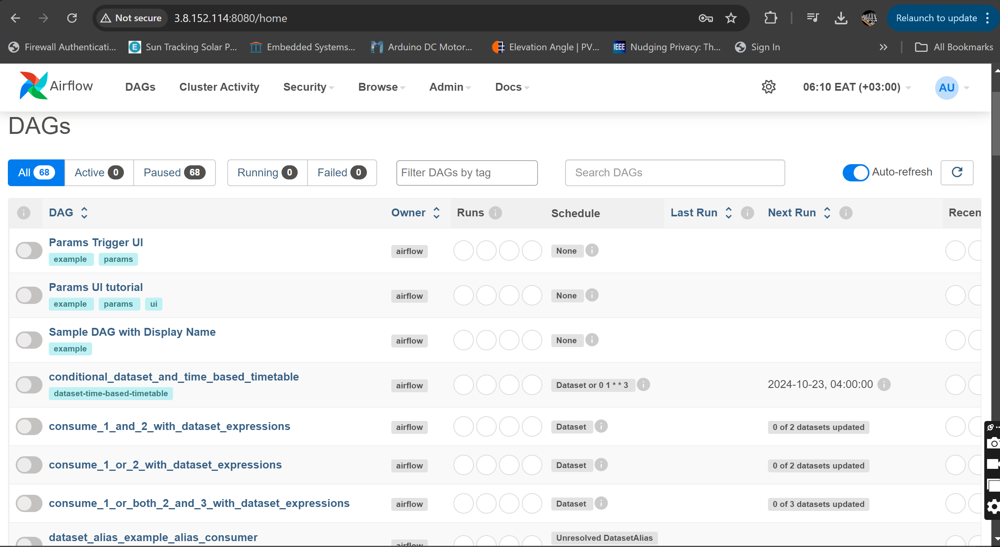 Not secure 3.8.152.114:8080/home Relaunch to update
Firewall Authenticati... Sun Tracking Solar P... Embedded Systems... Arduino DC Motor... Elevation Angle | PV... IEEE Nudging Privacy: Th... Sign In All Bookmarks
Airflow DAGs Cluster Activity Security Browse Admin Docs 06:10 EAT (+03:00) AU
DAGs
All 68 Active 0 Paused 68 Running 0 Failed 0 Filter DAGs by tag Search DAGs Auto-refresh
DAG Owner Runs Schedule Last Run Next Run Recen
Params Trigger UI
example params airflow None
Params UI tutorial
example params ui airflow None
Sample DAG with Display Name
example airflow None
conditional_dataset_and_time_based_timetable
dataset-time-based-timetable airflow Dataset or 0 1 * * 3 2024-10-23, 04:00:00
consume_1_and_2_with_dataset_expressions airflow Dataset 0 of 2 datasets updated
consume_1_or_2_with_dataset_expressions airflow Dataset 0 of 2 datasets updated
consume_1_or_both_2_and_3_with_dataset_expressions airflow Dataset 0 of 3 datasets updated
dataset_alias_example_alias_consumer airflow Unresolved DatasetAlias